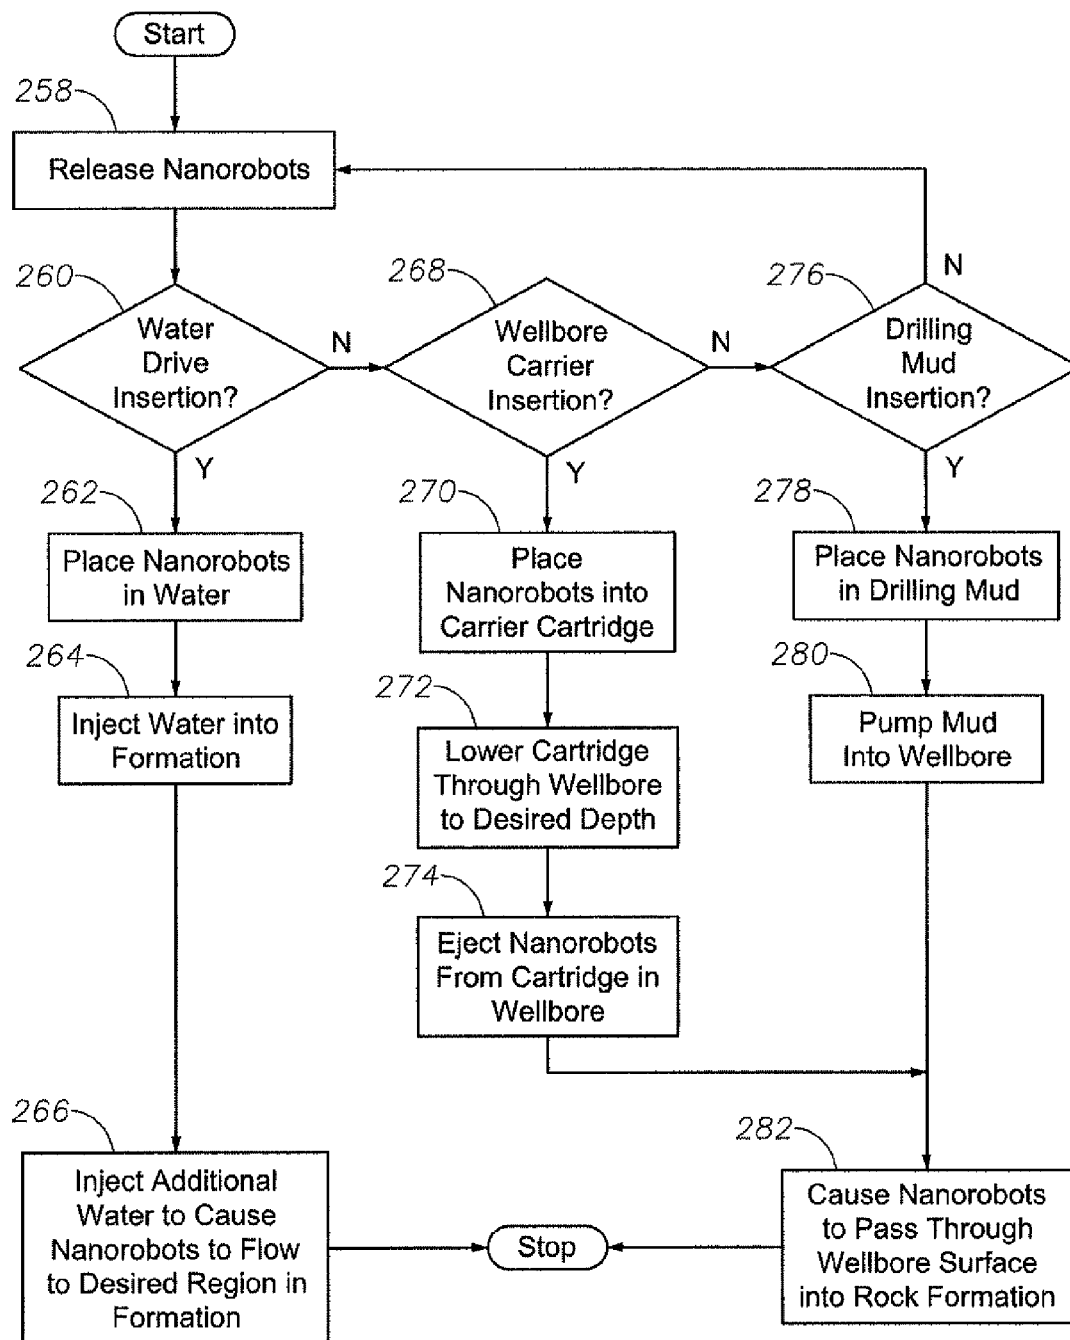 Start
258
Release Nanorobots
260
Water
Drive
Insertion?
N
Y
268
Wellbore
Carrier
Insertion?
N
Y
276
Drilling
Mud
Insertion?
N
Y
262
Place Nanorobots
in Water
264
Inject Water into
Formation
266
Inject Additional
Water to Cause
Nanorobots to Flow
to Desired Region in
Formation
270
Place
Nanorobots into
Carrier Cartridge
272
Lower Cartridge
Through Wellbore
to Desired Depth
274
Eject Nanorobots
From Cartridge in
Wellbore
278
Place Nanorobots
in Drilling Mud
280
Pump Mud
Into Wellbore
282
Cause Nanorobots
to Pass Through
Wellbore Surface
into Rock Formation
Stop